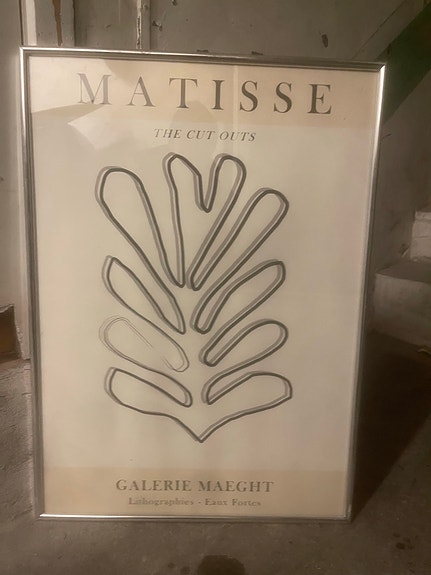 MATISSE
THE CUT OUTS
GALERIE MAEGHT
Lithographies - Eaux Fortes